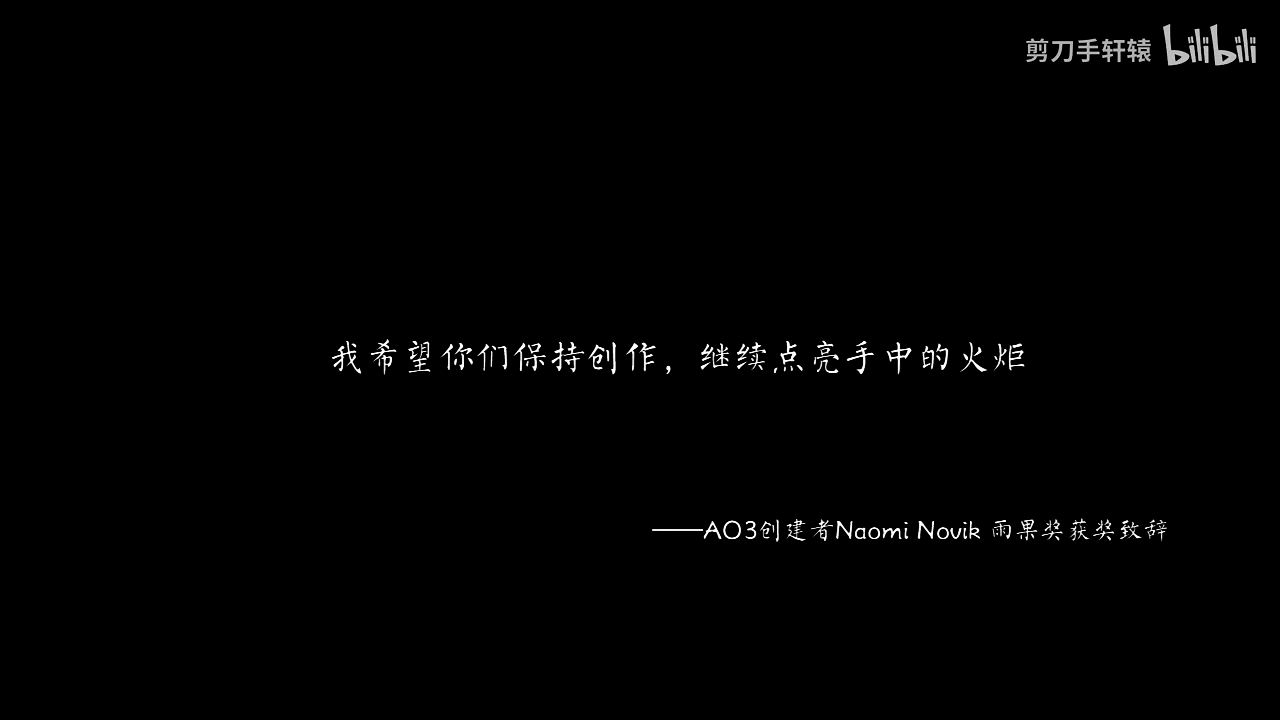 剪刀手轩辕 bilibili
我希望你们保持创作，继续点亮手中的火炬
——AO3创建者Naomi Novik 雨果奖获奖致辞